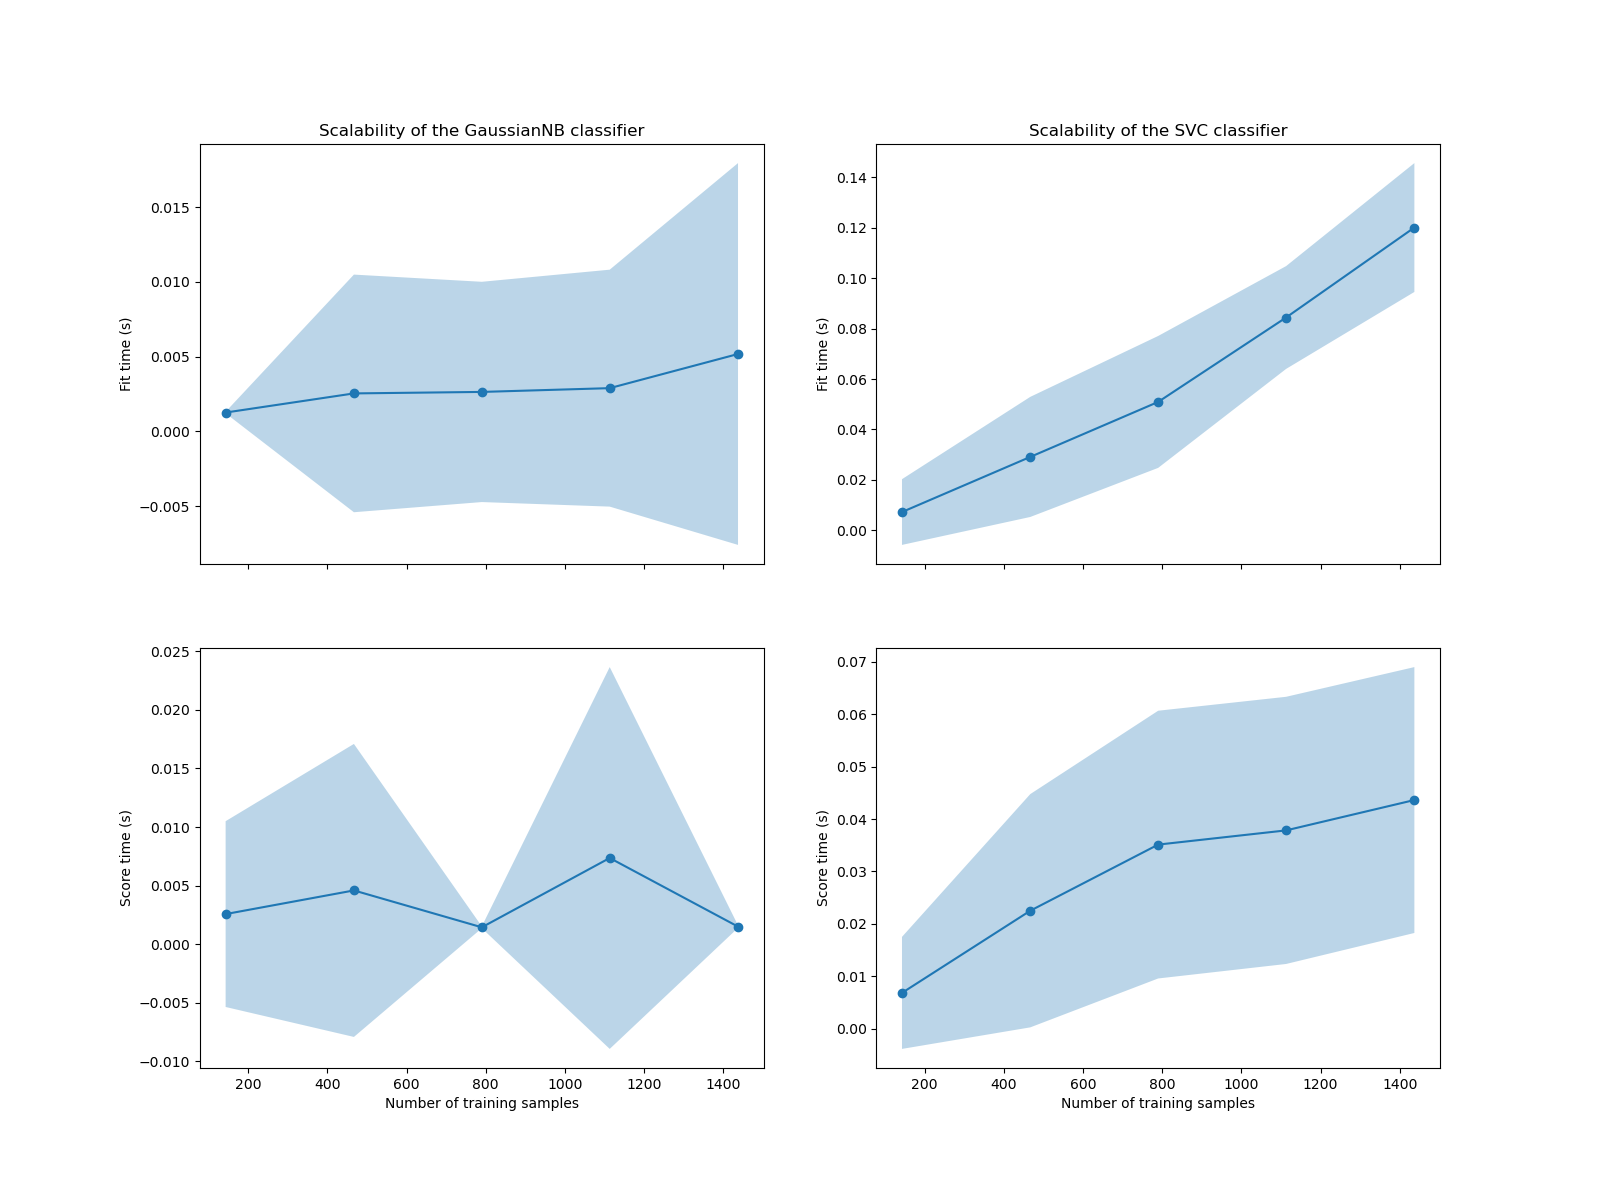 Scalability of the GaussianNB classifier
Fit time (s)
0.015
0.010
0.005
0.000
−0.005
Scalability of the SVC classifier
Fit time (s)
0.14
0.12
0.10
0.08
0.06
0.04
0.02
0.00
Score time (s)
0.025
0.020
0.015
0.010
0.005
0.000
−0.005
−0.010
200 400 600 800 1000 1200 1400
Number of training samples
Score time (s)
0.07
0.06
0.05
0.04
0.03
0.02
0.01
0.00
200 400 600 800 1000 1200 1400
Number of training samples